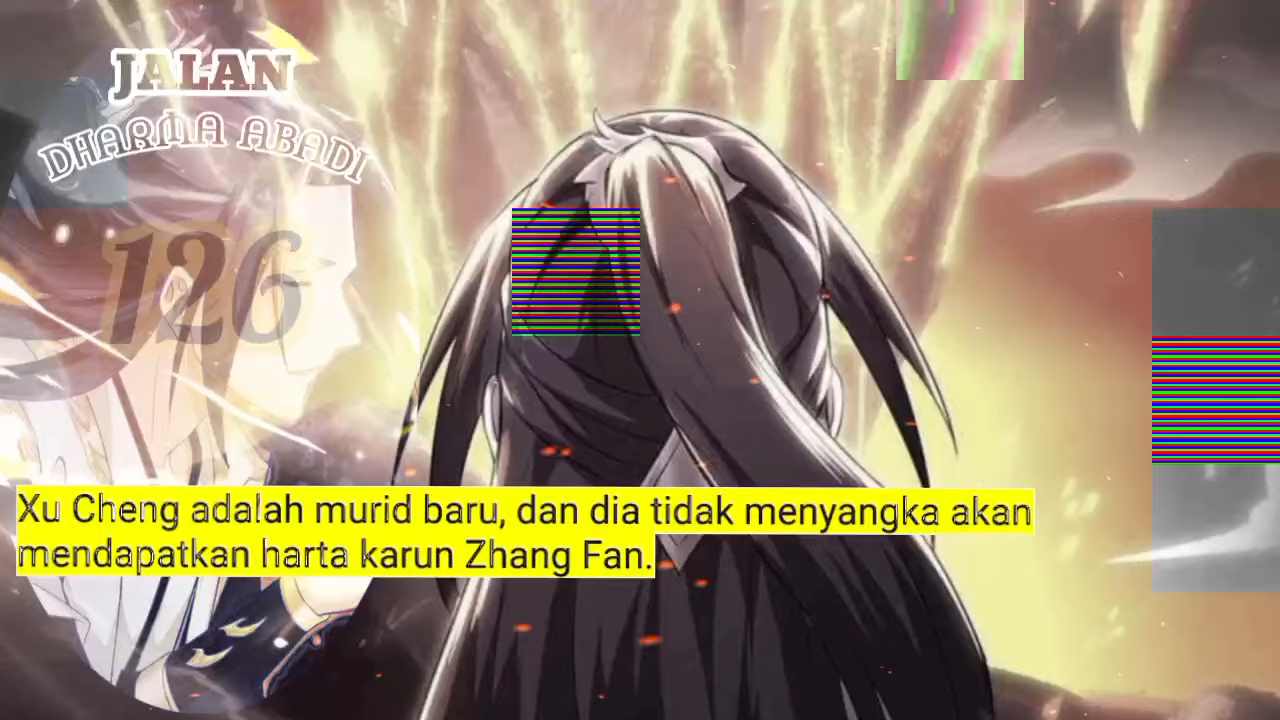 JALAN
DHARMA ABADI
126
Xu Cheng adalah murid baru, dan dia tidak menyangka akan
mendapatkan harta karun Zhang Fan.